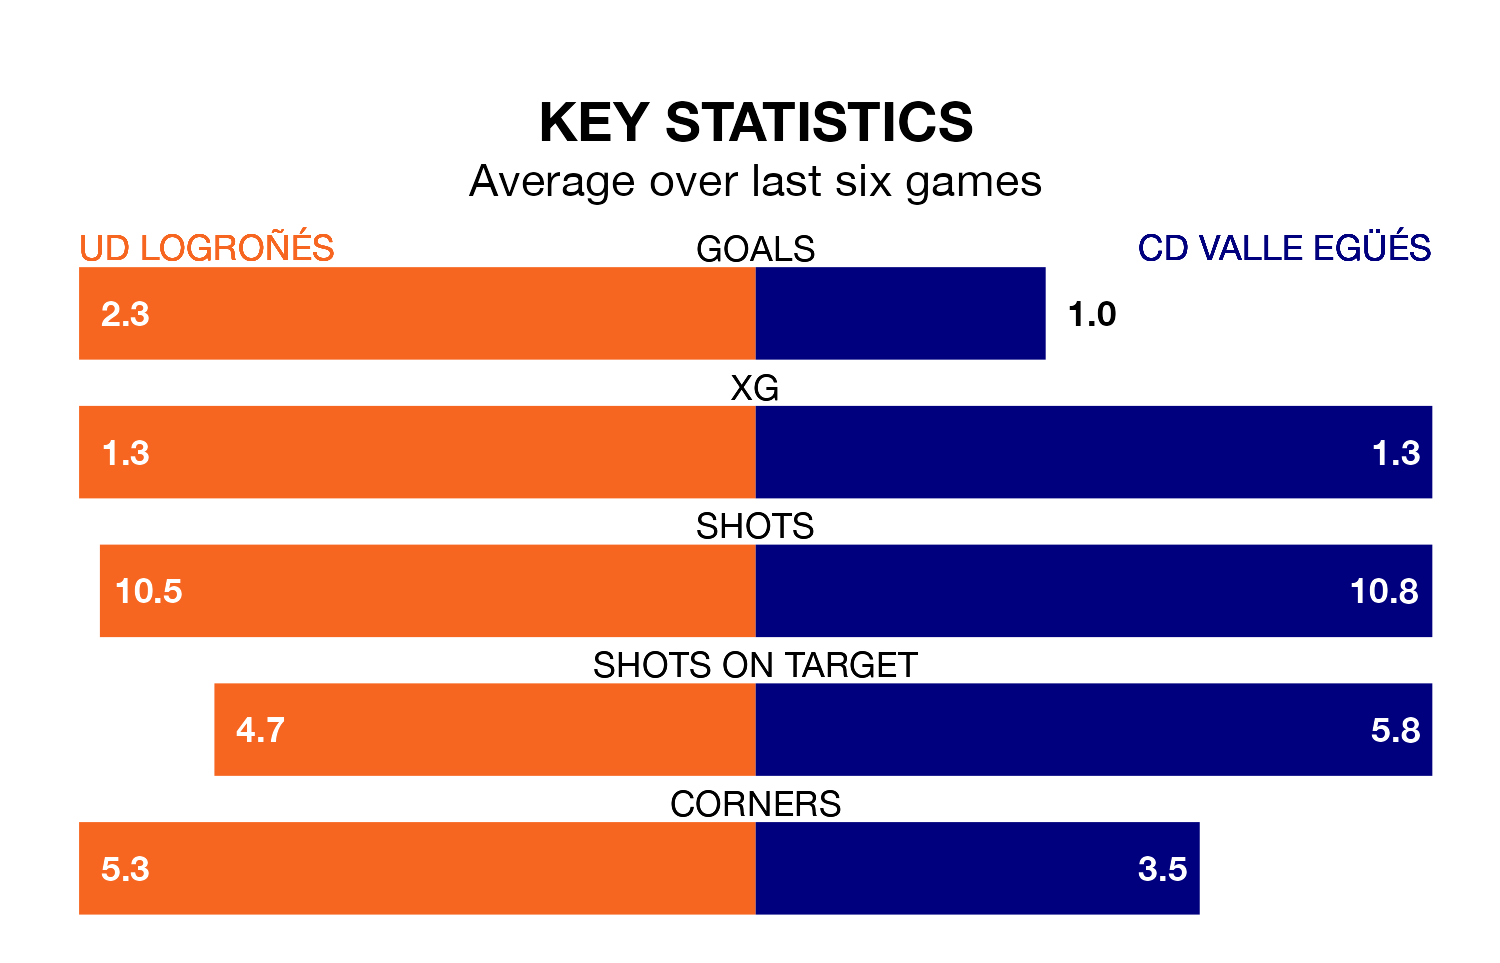 KEY STATISTICS
Average over last six games
UD LOGROÑÉS GOALS CD VALLE EGÜÉS
2.3 1.0
XG
1.3 1.3
SHOTS
10.5 10.8
SHOTS ON TARGET
4.7 5.8
CORNERS
5.3 3.5